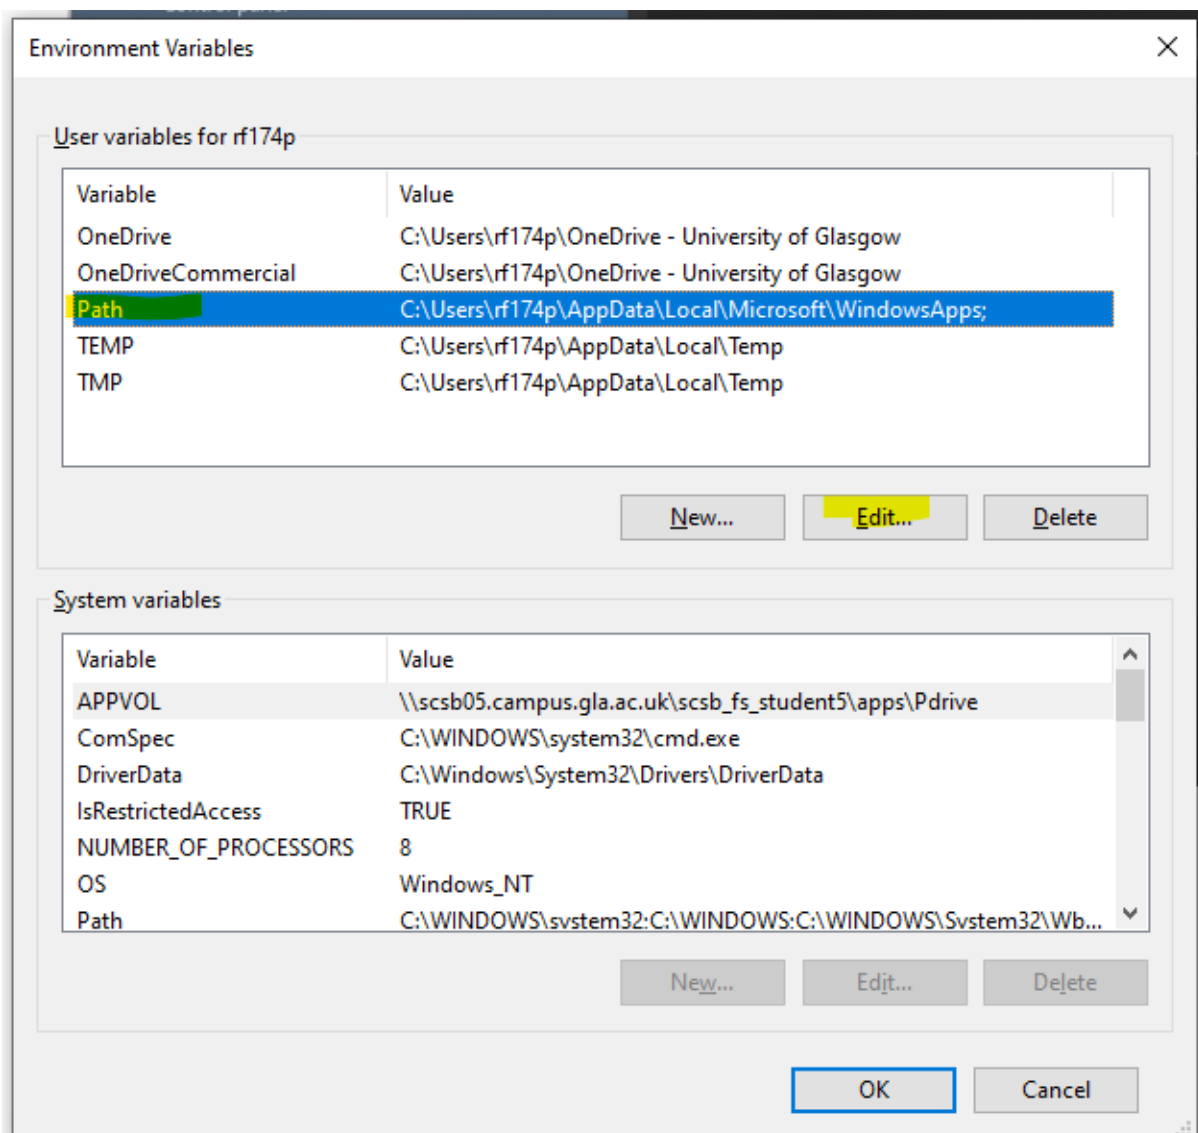 Environment Variables
User variables for rf174p
Variable Value
OneDrive C:\Users\rf174p\OneDrive - University of Glasgow
OneDriveCommercial C:\Users\rf174p\OneDrive - University of Glasgow
Path C:\Users\rf174p\AppData\Local\Microsoft\WindowsApps;
TEMP C:\Users\rf174p\AppData\Local\Temp
TMP C:\Users\rf174p\AppData\Local\Temp
New... Edit... Delete
System variables
Variable Value
APPVOL \\scsb05.campus.gla.ac.uk\scsb_fs_student5\apps\Pdrive
ComSpec C:\WINDOWS\system32\cmd.exe
DriverData C:\Windows\System32\Drivers\DriverData
IsRestrictedAccess TRUE
NUMBER_OF_PROCESSORS 8
OS Windows_NT
Path C:\WINDOWS\system32;C:\WINDOWS;C:\WINDOWS\System32\Wb...
New... Edit... Delete
OK Cancel